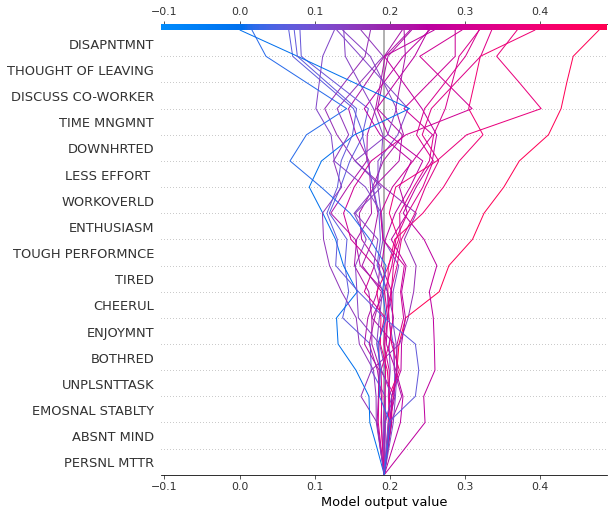 −0.1 0.0 0.1 0.2 0.3 0.4
DISAPNTMNT
THOUGHT OF LEAVING
DISCUSS CO-WORKER
TIME MNGMNT
DOWNHRTED
LESS EFFORT
WORKOVERLD
ENTHUSIASM
TOUGH PERFORMNCE
TIRED
CHEERUL
ENJOYMNT
BOTHRED
UNPLSNTTASK
EMOSNAL STABLTY
ABSNT MIND
PERSNL MTTR
−0.1 0.0 0.1 0.2 0.3 0.4
Model output value